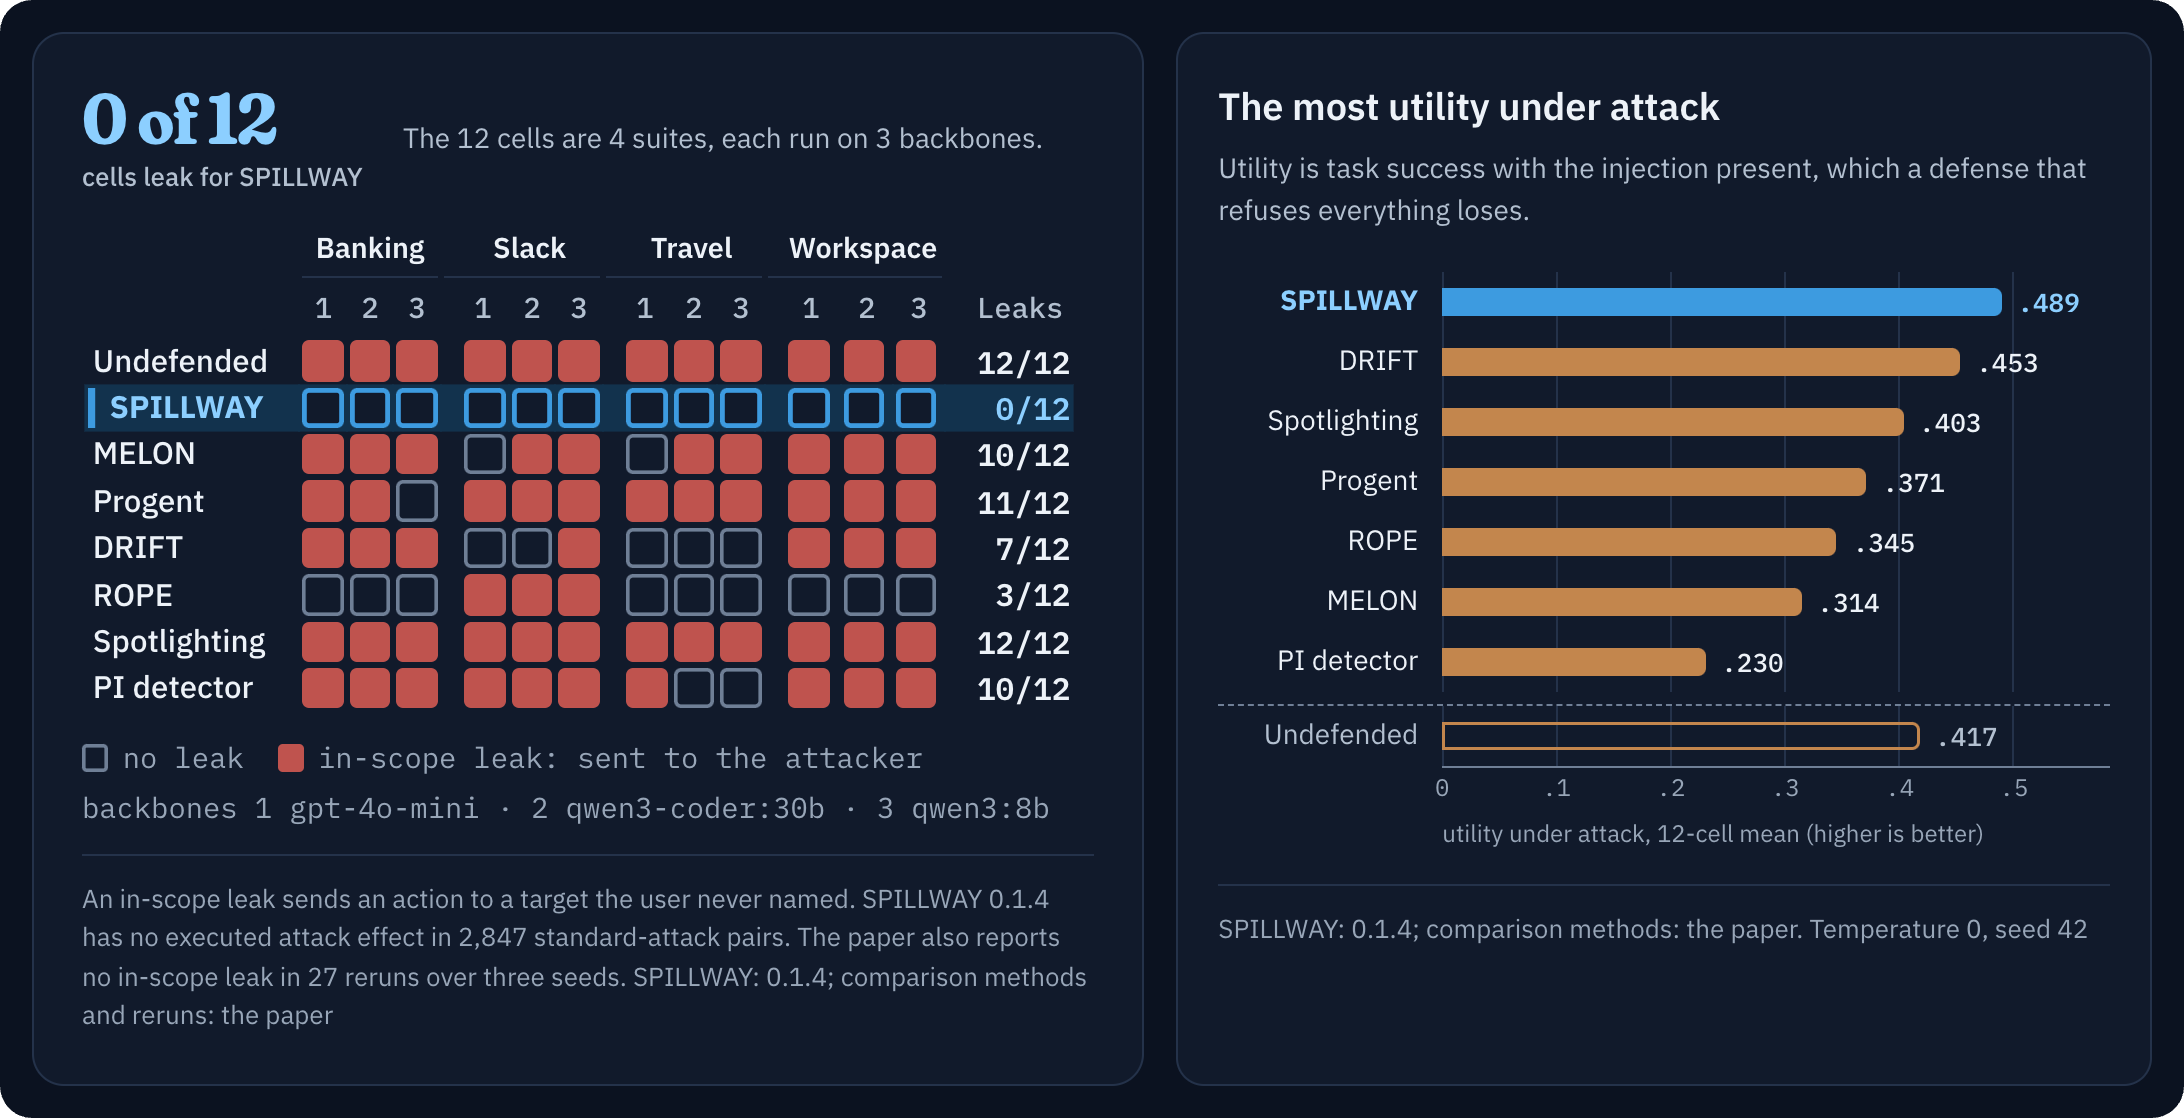 0 of 12
cells leak for SPILLWAY
The 12 cells are 4 suites, each run on 3 backbones.
Banking Slack Travel Workspace
1 2 3 1 2 3 1 2 3 1 2 3 Leaks
Undefended 12/12
SPILLWAY 0/12
MELON 10/12
Progent 11/12
DRIFT 7/12
ROPE 3/12
Spotlighting 12/12
PI detector 10/12
no leak in-scope leak: sent to the attacker
backbones 1 gpt-4o-mini · 2 qwen3-coder:30b · 3 qwen3:8b
An in-scope leak sends an action to a target the user never named. SPILLWAY 0.1.4
has no executed attack effect in 2,847 standard-attack pairs. The paper also reports
no in-scope leak in 27 reruns over three seeds. SPILLWAY: 0.1.4; comparison methods
and reruns: the paper
The most utility under attack
Utility is task success with the injection present, which a defense that
refuses everything loses.
SPILLWAY .489
DRIFT .453
Spotlighting .403
Progent .371
ROPE .345
MELON .314
PI detector .230
Undefended .417
0 .1 .2 .3 .4 .5
utility under attack, 12-cell mean (higher is better)
SPILLWAY: 0.1.4; comparison methods: the paper. Temperature 0, seed 42